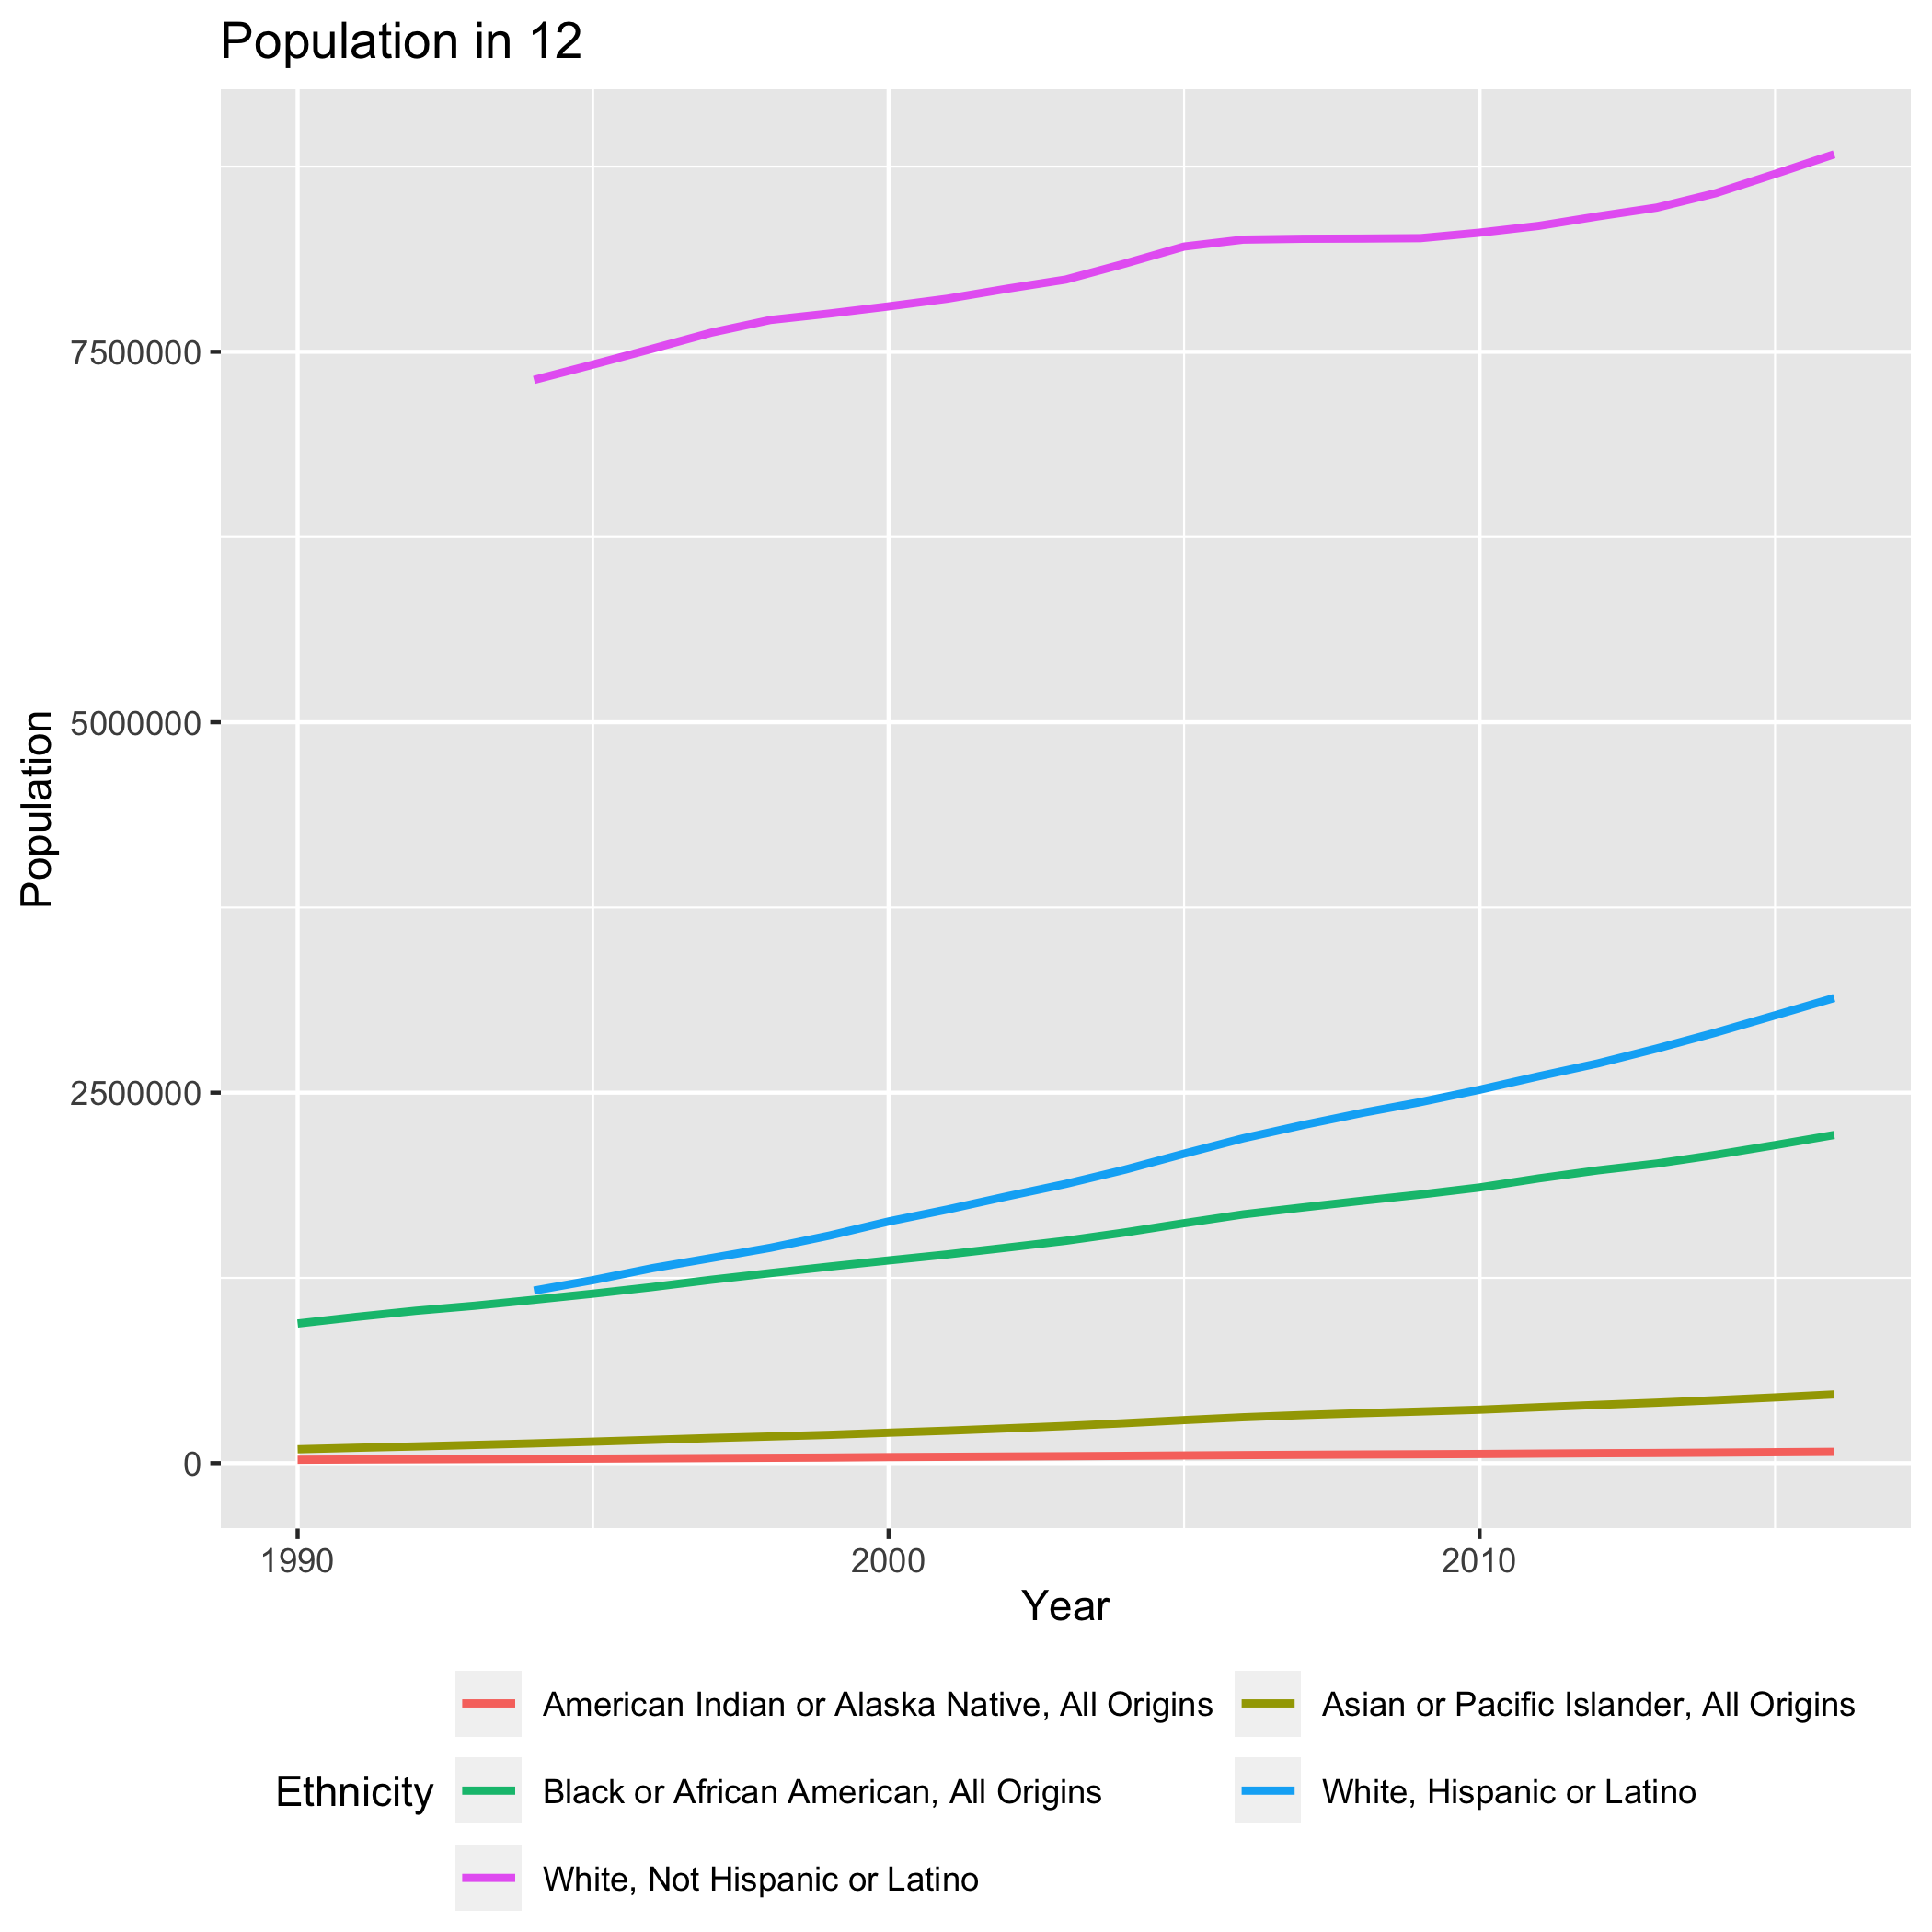 Population in 12
Population
7500000
5000000
2500000
0
1990 2000 2010
Year
Ethnicity
American Indian or Alaska Native, All Origins
Asian or Pacific Islander, All Origins
Black or African American, All Origins
White, Hispanic or Latino
White, Not Hispanic or Latino